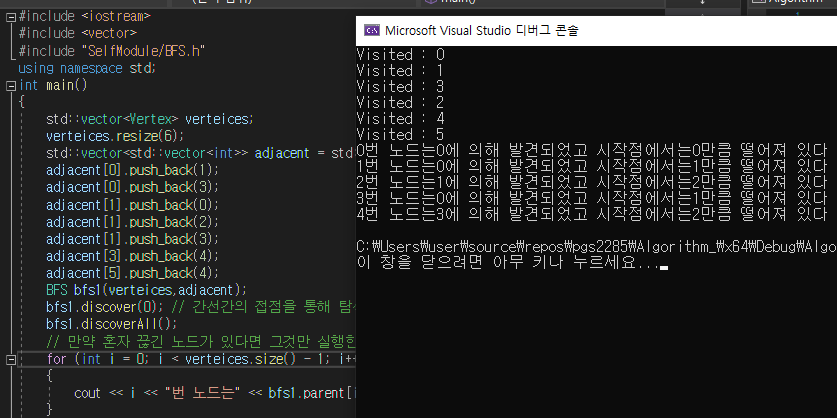 main()
Algorithm
#include <iostream>
#include <vector>
#include "SelfModule/BFS.h"
using namespace std;
int main()
{
std::vector<Vertex> verteices;
verteices.resize(6);
std::vector<std::vector<int>> adjacent = std
adjacent[0].push_back(1);
adjacent[0].push_back(3);
adjacent[1].push_back(0);
adjacent[1].push_back(2);
adjacent[1].push_back(3);
adjacent[3].push_back(4);
adjacent[5].push_back(4);
BFS bfs1(verteices,adjacent);
bfs1.discover(0); // 간선간의 접점을 통해 탐
bfs1.discoverAll();
// 만약 혼자 끊긴 노드가 있다면 그것만 실행한
for (int i = 0; i < verteices.size() - 1; i++
{
cout << i << "번 노드는" << bfs1.parent[i
}
Microsoft Visual Studio 디버그 콘솔
Visited : 0
Visited : 1
Visited : 3
Visited : 2
Visited : 4
Visited : 5
0번 노드는0에 의해 발견되었고 시작점에서는0만큼 떨어져 있다
1번 노드는0에 의해 발견되었고 시작점에서는1만큼 떨어져 있다
2번 노드는1에 의해 발견되었고 시작점에서는2만큼 떨어져 있다
3번 노드는0에 의해 발견되었고 시작점에서는1만큼 떨어져 있다
4번 노드는3에 의해 발견되었고 시작점에서는2만큼 떨어져 있다
C:₩Users₩user₩source₩repos₩pgs2285₩Algorithm_₩x64₩Debug₩Algo
이 창을 닫으려면 아무 키나 누르세요...